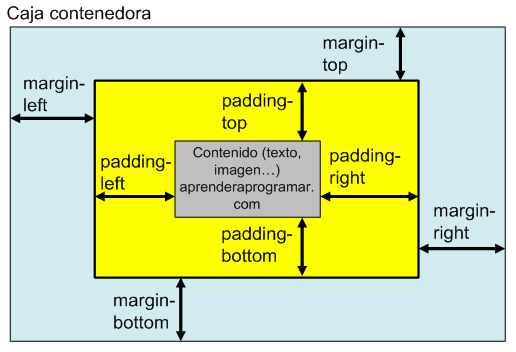 Caja contenedora
margin-
top
margin-
left
padding-
top
Contenido (texto,
imagen…)
aprenderaprogramar.
com
padding-
left
padding-
right
margin-
right
padding-
bottom
margin-
bottom